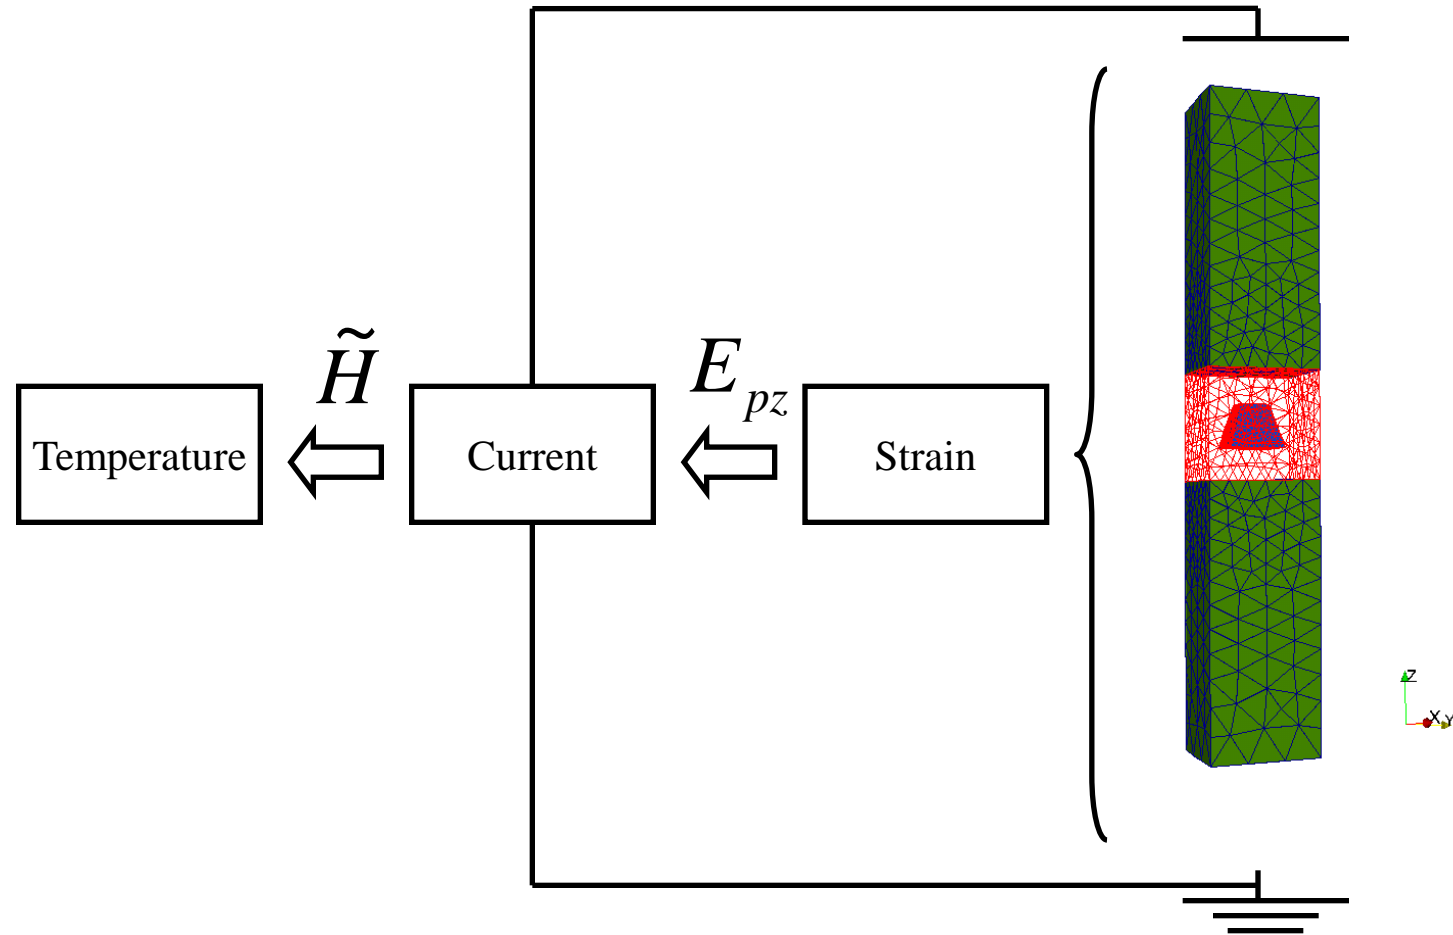 H̃
E_pz
Temperature
Current
Strain
Z
X Y